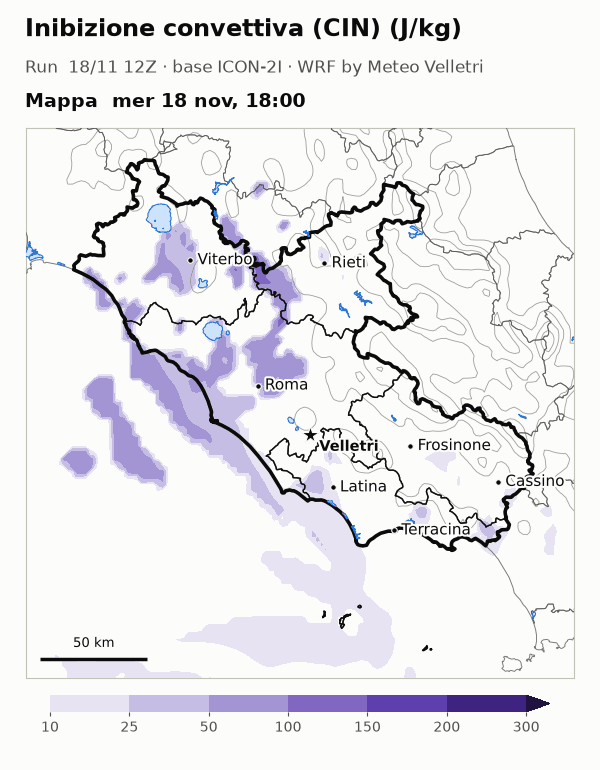 Inibizione convettiva (CIN) (J/kg)
Run 18/11 12Z · base ICON-2I · WRF by Meteo Velletri
Mappa mer 18 nov, 18:00
Viterbo
Rieti
Roma
Velletri
Frosinone
Cassino
Latina
Terracina
50 km
10 25 50 100 150 200 300